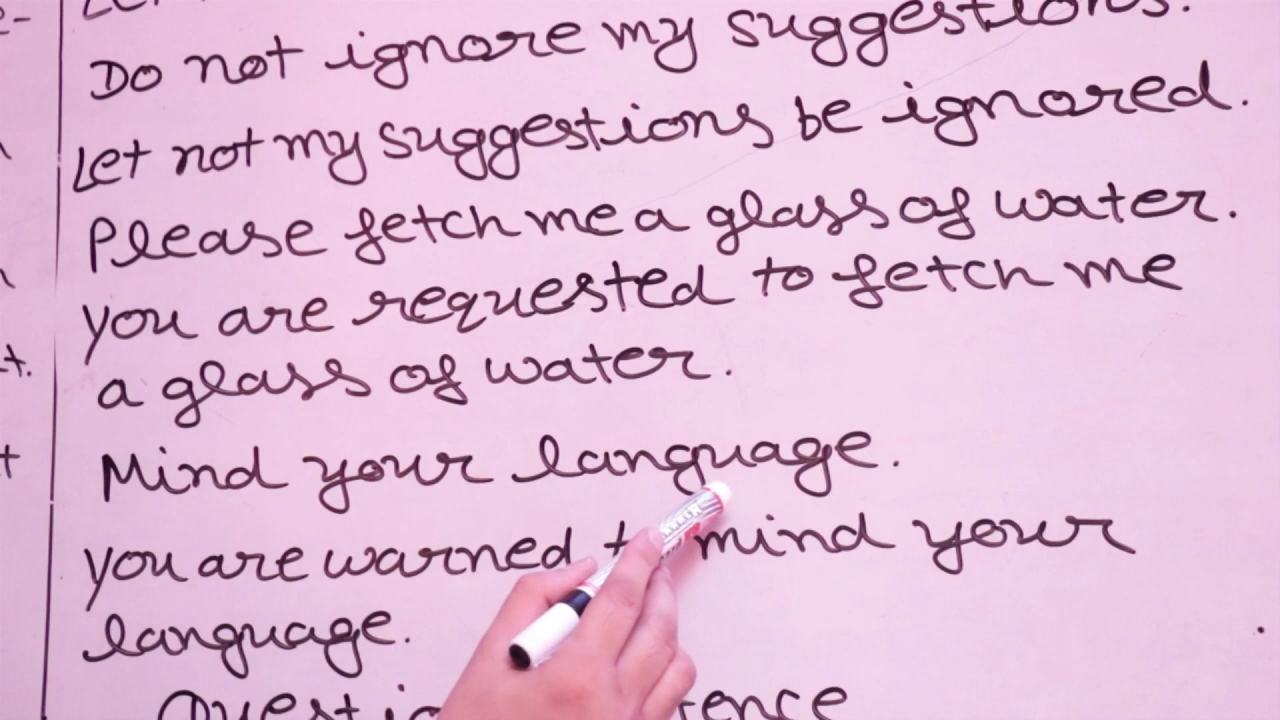 Do not ignore my suggestions.
Let not my suggestions be ignored.
Please fetch me a glass of water.
you are requested to fetch me
a glass of water.
Mind your language.
you are warned mind your
language.